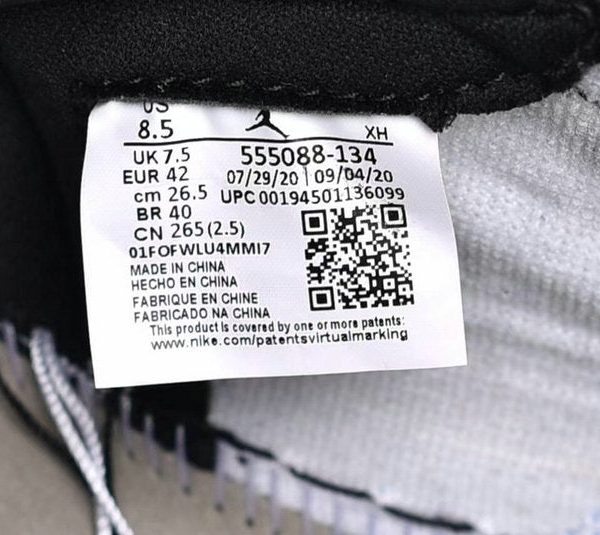 US
8.5 XH
UK 7.5 555088-134
EUR 42 07/29/20 | 09/04/20
cm 26.5 UPC 00194501136099
BR 40
CN 265 (2.5)
01FOFWLU4MMI7
MADE IN CHINA
HECHO EN CHINA
FABRIQUE EN CHINE
FABRICADO NA CHINA
This product is covered by one or more patents:
www.nike.com/patentsvirtualmarking